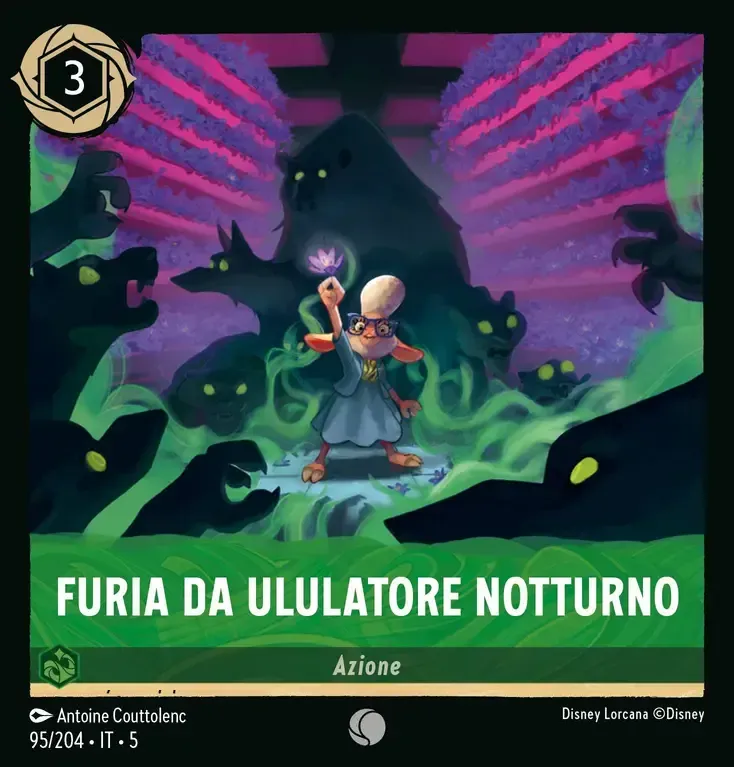 3
FURIA DA ULULATORE NOTTURNO
Azione
Antoine Couttolenc
Disney Lorcana ©Disney
95/204 • IT • 5